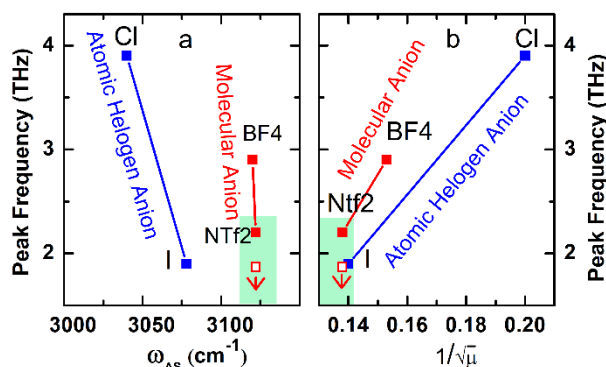 Peak Frequency (THz)
4
3
2
Cl
a
Atomic Helogen Anion
Molecular Anion
BF4
NTf2
I
3000
3050
3100
ω_AS (cm⁻¹)
b
Cl
Molecular Anion
BF4
Ntf2
I
Atomic Helogen Anion
0.14
0.16
0.18
0.20
1/√μ
4
3
2
Peak Frequency (THz)